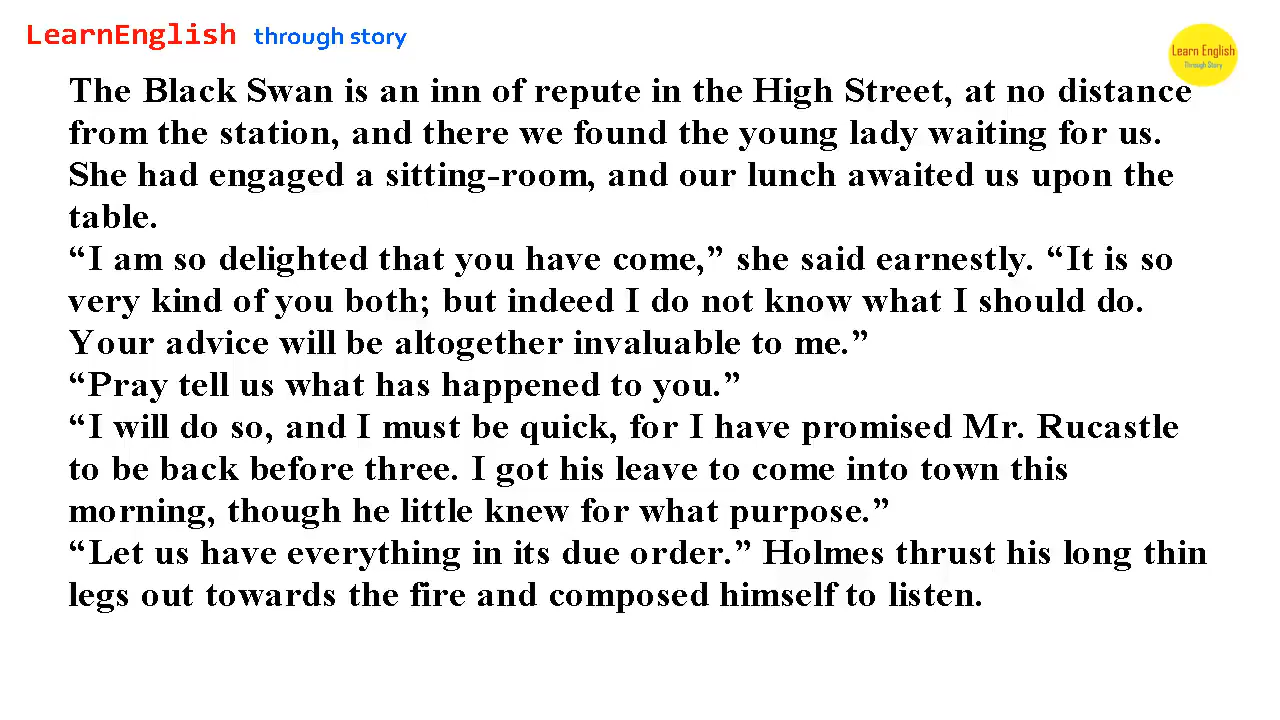 LearnEnglish through story
Learn English
Through Story
The Black Swan is an inn of repute in the High Street, at no distance
from the station, and there we found the young lady waiting for us.
She had engaged a sitting-room, and our lunch awaited us upon the
table.
“I am so delighted that you have come,” she said earnestly. “It is so
very kind of you both; but indeed I do not know what I should do.
Your advice will be altogether invaluable to me.”
“Pray tell us what has happened to you.”
“I will do so, and I must be quick, for I have promised Mr. Rucastle
to be back before three. I got his leave to come into town this
morning, though he little knew for what purpose.”
“Let us have everything in its due order.” Holmes thrust his long thin
legs out towards the fire and composed himself to listen.